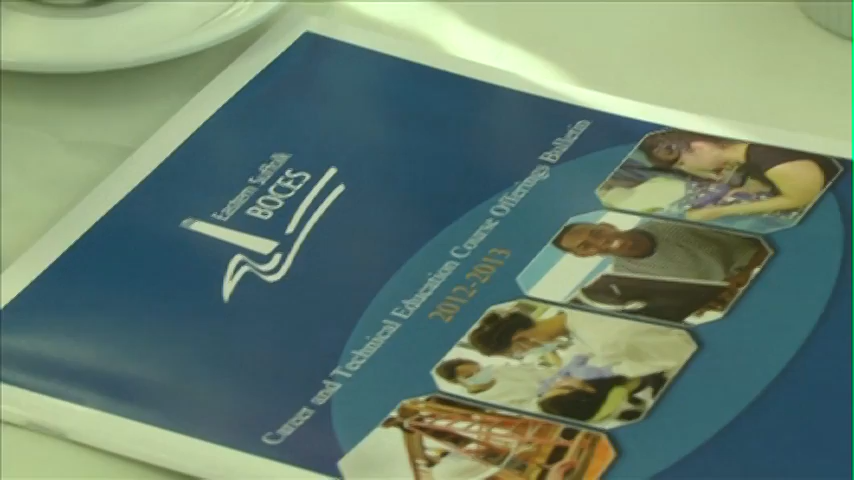 Eastern Suffolk
BOCES
Career and Technical Education Course Offerings Bulletin
2012-2013